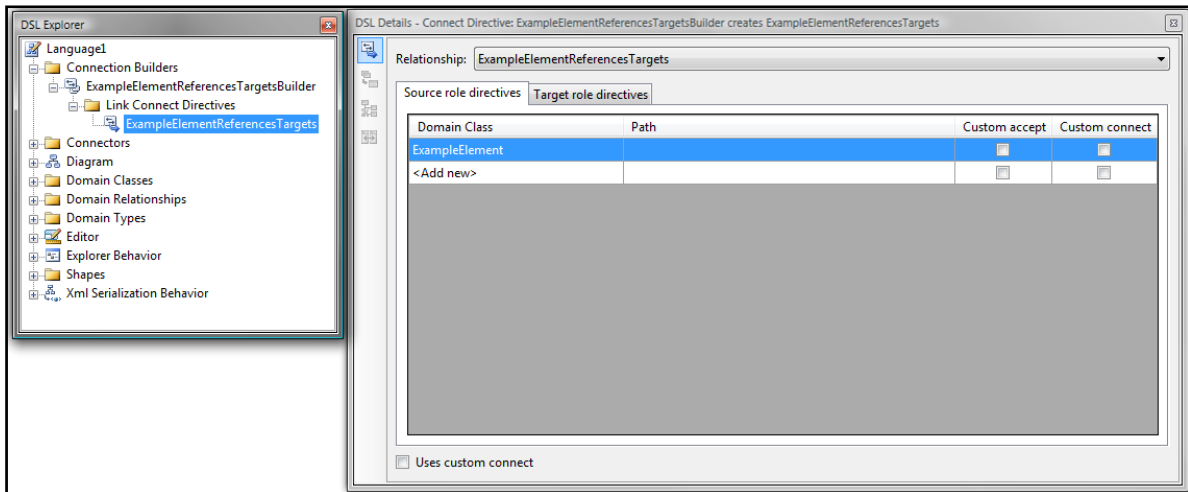 DSL Explorer
Language1
Connection Builders
ExampleElementReferencesTargetsBuilder
Link Connect Directives
ExampleElementReferencesTargets
Connectors
Diagram
Domain Classes
Domain Relationships
Domain Types
Editor
Explorer Behavior
Shapes
Xml Serialization Behavior
DSL Details - Connect Directive: ExampleElementReferencesTargetsBuilder creates ExampleElementReferencesTargets
Relationship: ExampleElementReferencesTargets
Source role directives Target role directives
Domain Class Path Custom accept Custom connect
ExampleElement
<Add new>
Uses custom connect